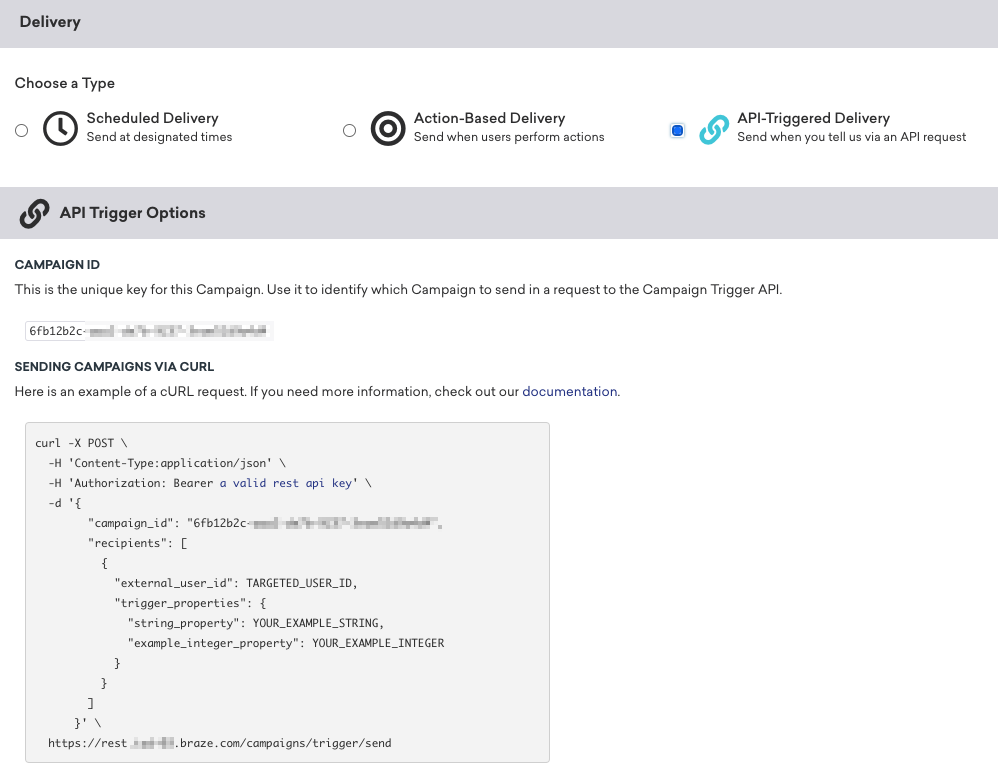 Delivery
Choose a Type
Scheduled Delivery
Send at designated times
Action-Based Delivery
Send when users perform actions
API-Triggered Delivery
Send when you tell us via an API request
API Trigger Options
CAMPAIGN ID
This is the unique key for this Campaign. Use it to identify which Campaign to send in a request to the Campaign Trigger API.
6fb12b2c-
SENDING CAMPAIGNS VIA CURL
Here is an example of a cURL request. If you need more information, check out our documentation.
curl -X POST \
-H 'Content-Type:application/json' \
-H 'Authorization: Bearer a valid rest api key' \
-d '{
"campaign_id": "6fb12b2c-
"recipients": [
{
"external_user_id": TARGETED_USER_ID,
"trigger_properties": {
"string_property": YOUR_EXAMPLE_STRING,
"example_integer_property": YOUR_EXAMPLE_INTEGER
}
}
]
}' \
https://rest.braze.com/campaigns/trigger/send